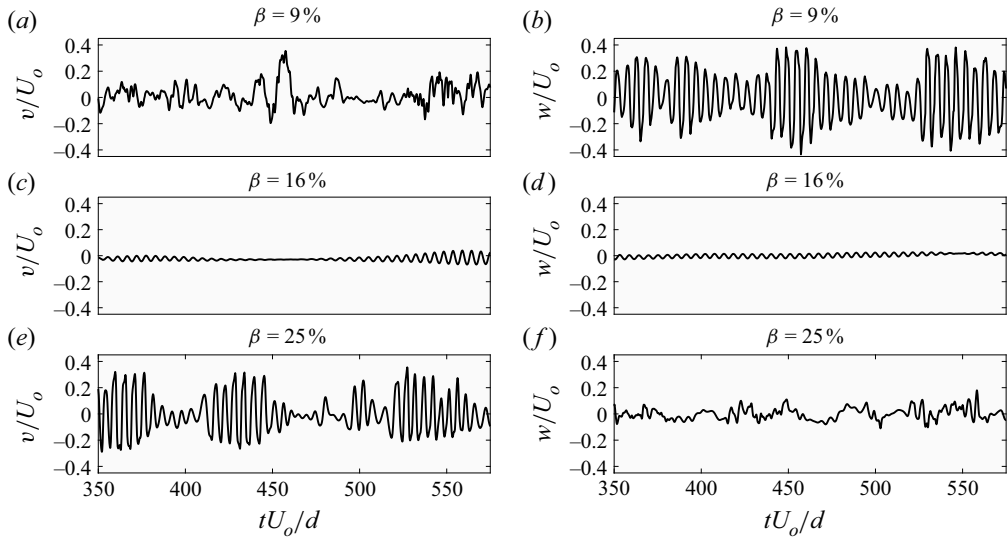 (a) β = 9 % (b) β = 9 %
0.4 0.4
0.2 0.2
v/U_o 0 w/U_o 0
–0.2 –0.2
–0.4 –0.4
(c) β = 16 % (d) β = 16 %
0.4 0.4
0.2 0.2
v/U_o 0 w/U_o 0
–0.2 –0.2
–0.4 –0.4
(e) β = 25 % (f) β = 25 %
0.4 0.4
0.2 0.2
v/U_o 0 w/U_o 0
–0.2 –0.2
–0.4 –0.4
350 400 450 500 550 350 400 450 500 550
tU_o/d tU_o/d